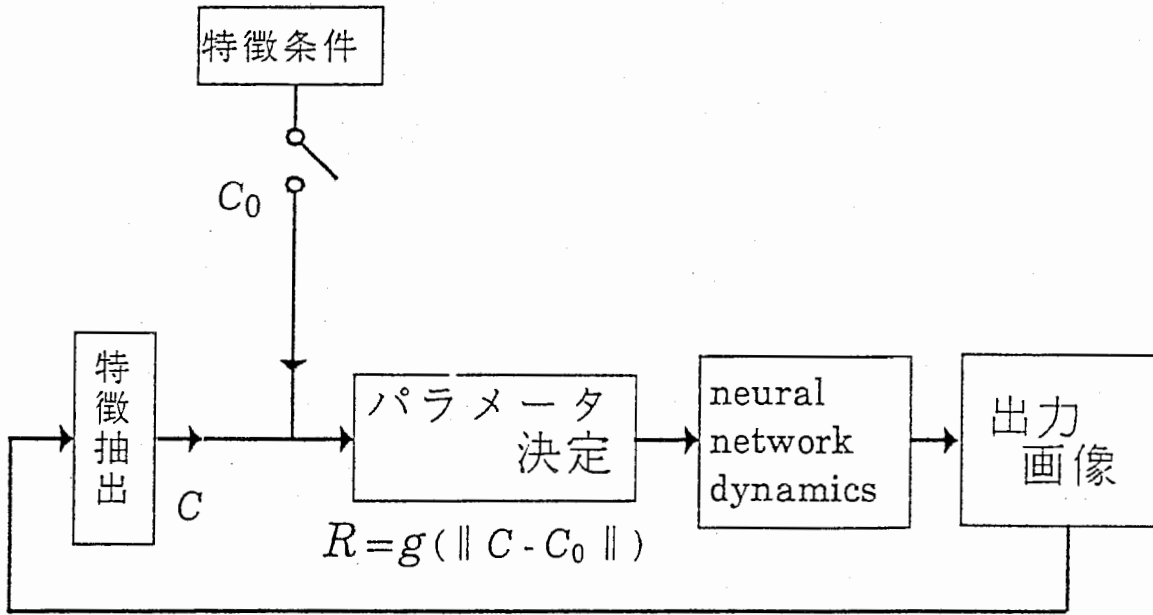 特徴条件
C₀
特
徴
抽
出
C
パラメータ
決定
R=g(‖C-C₀‖)
neural
network
dynamics
出力
画像